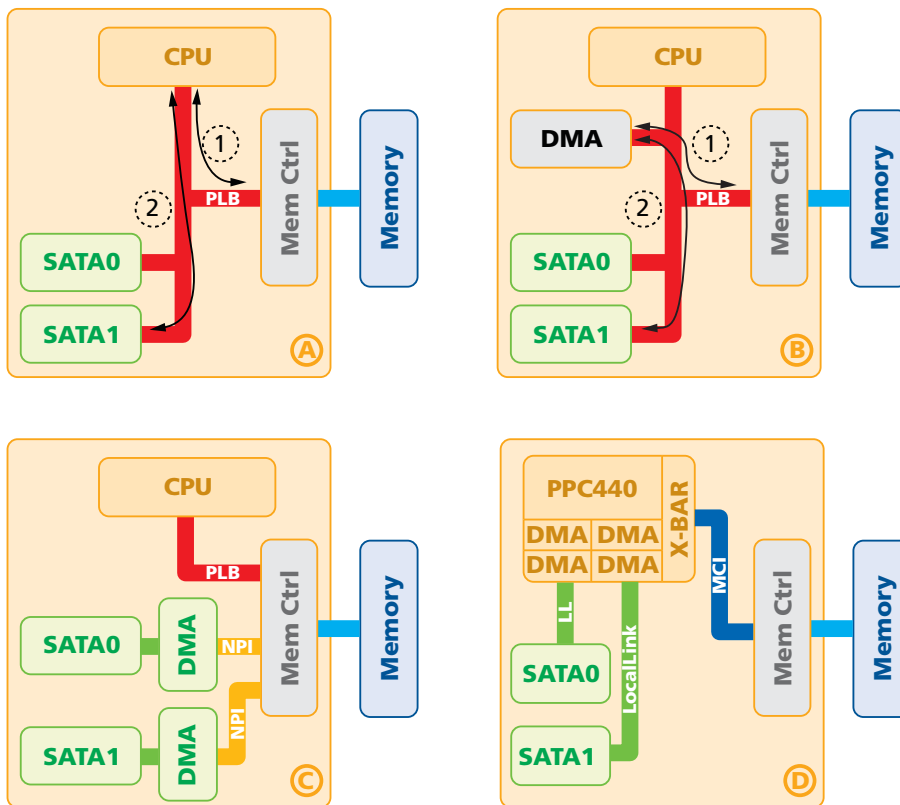 CPU
1
Mem Ctrl
Memory
PLB
2
SATA0
SATA1
A
CPU
DMA
1
Mem Ctrl
Memory
PLB
2
SATA0
SATA1
B
CPU
PLB
Mem Ctrl
Memory
SATA0
DMA
NPI
SATA1
DMA
NPI
C
PPC440
X-BAR
DMA DMA
DMA DMA
MCI
Mem Ctrl
Memory
LL
LocalLink
SATA0
SATA1
D